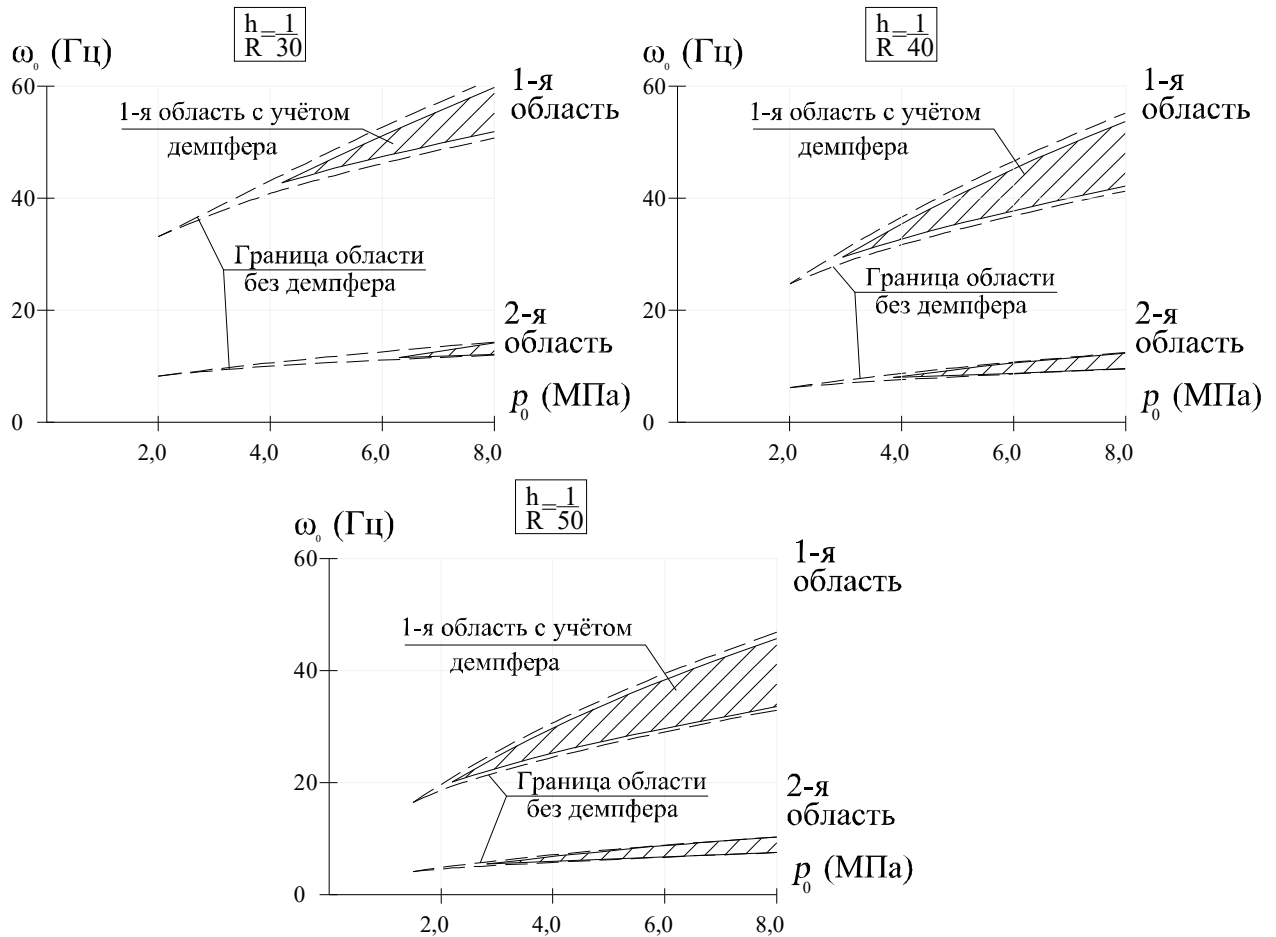 h/R=1/30
ω₀ (Гц)
60
40
20
0
1-я область с учётом
демпфера
1-я
область
Граница области
без демпфера
2-я
область
p₀ (МПа)
2,0 4,0 6,0 8,0
h/R=1/40
ω₀ (Гц)
60
40
20
0
1-я область с учётом
демпфера
1-я
область
Граница области
без демпфера
2-я
область
p₀ (МПа)
2,0 4,0 6,0 8,0
h/R=1/50
ω₀ (Гц)
60
40
20
0
1-я
область
1-я область с учётом
демпфера
Граница области
без демпфера
2-я
область
p₀ (МПа)
2,0 4,0 6,0 8,0